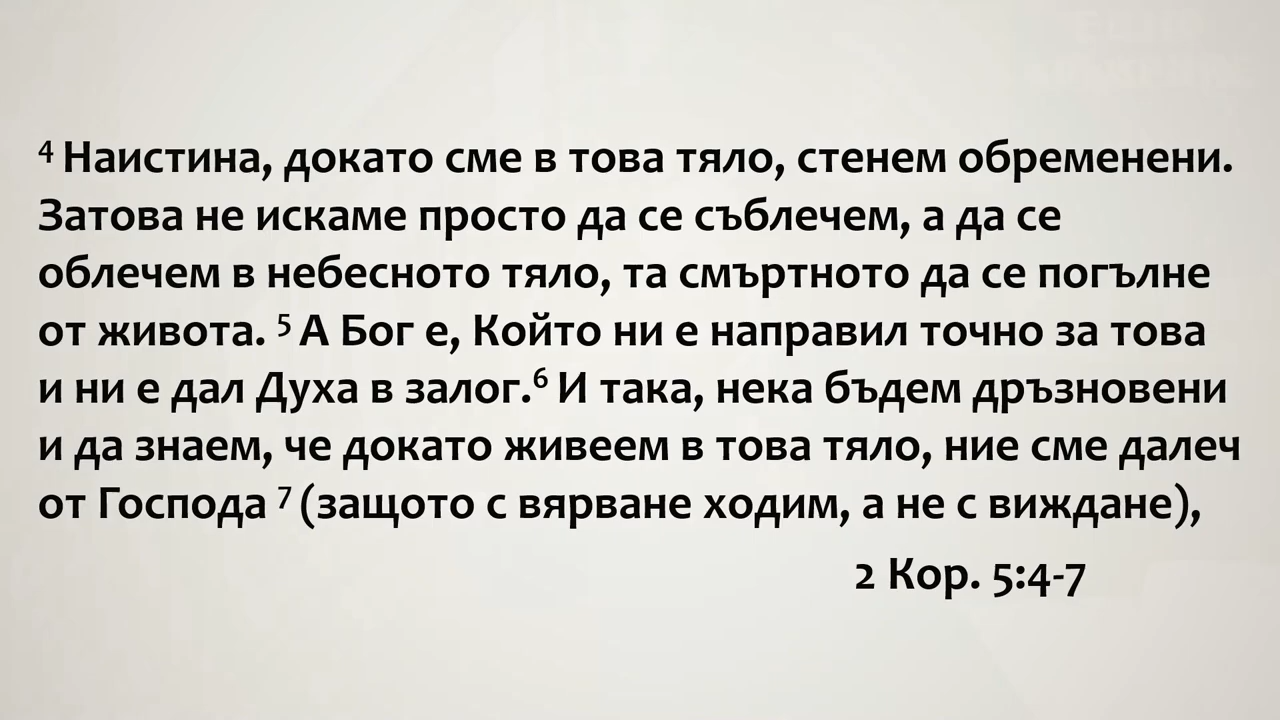 ⁴ Наистина, докато сме в това тяло, стенем обременени.
Затова не искаме просто да се съблечем, а да се
облечем в небесното тяло, та смъртното да се погълне
от живота. ⁵ А Бог е, Който ни е направил точно за това
и ни е дал Духа в залог.⁶ И така, нека бъдем дръзновени
и да знаем, че докато живеем в това тяло, ние сме далеч
от Господа ⁷ (защото с вярване ходим, а не с виждане),
2 Кор. 5:4-7